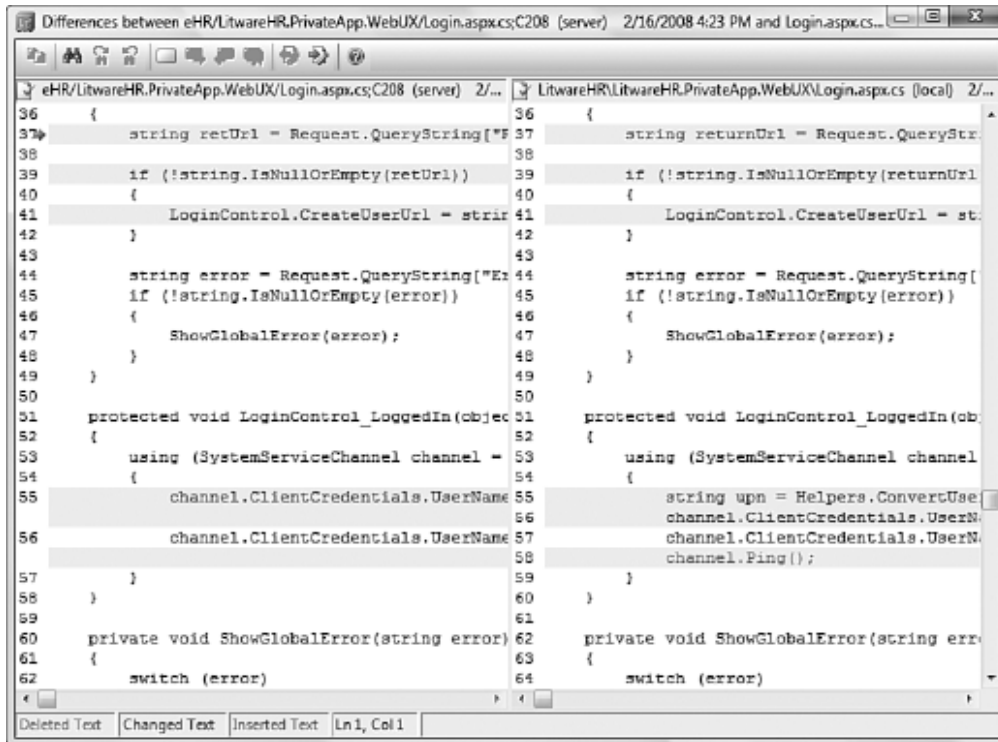 Differences between eHR/LitwareHR.PrivateApp.WebUX/Login.aspx.cs;C208 (server) 2/16/2008 4:23 PM and Login.aspx.cs...
eHR/LitwareHR.PrivateApp.WebUX/Login.aspx.cs;C208 (server) 2/...
36 {
37 string retUrl = Request.QueryString["R
38
39 if (!string.IsNullOrEmpty(retUrl))
40 {
41 LoginControl.CreateUserUrl = strin
42 }
43
44 string error = Request.QueryString["Er
45 if (!string.IsNullOrEmpty(error))
46 {
47 ShowGlobalError(error);
48 }
49 }
50
51 protected void LoginControl_LoggedIn(objec
52 {
53 using (SystemServiceChannel channel =
54 {
55 channel.ClientCredentials.UserName
56 channel.ClientCredentials.UserName
57 }
58 }
59
60 private void ShowGlobalError(string error)
61 {
62 switch (error)
LitwareHR\LitwareHR.PrivateApp.WebUX\Login.aspx.cs (local) 2/...
36 {
37 string returnUrl = Request.QueryStr
38
39 if (!string.IsNullOrEmpty(returnUrl
40 {
41 LoginControl.CreateUserUrl = st
42 }
43
44 string error = Request.QueryString[
45 if (!string.IsNullOrEmpty(error))
46 {
47 ShowGlobalError(error);
48 }
49 }
50
51 protected void LoginControl_LoggedIn(ob
52 {
53 using (SystemServiceChannel channel
54 {
55 string upn = Helpers.ConvertUse
56 channel.ClientCredentials.UserN
57 channel.ClientCredentials.UserN
58 channel.Ping();
59 }
60 }
61
62 private void ShowGlobalError(string err
63 {
64 switch (error)
Deleted Text Changed Text Inserted Text Ln 1, Col 1